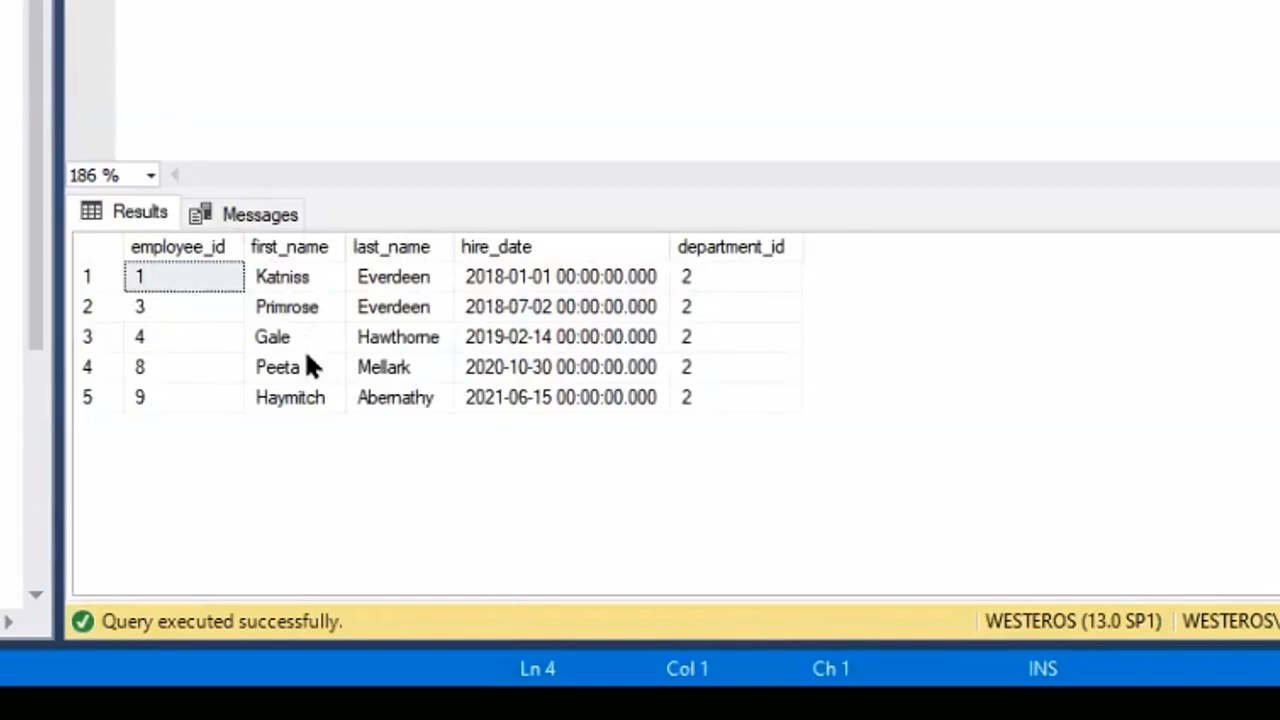 186 %
Results Messages
employee_id first_name last_name hire_date department_id
1 1 Katniss Everdeen 2018-01-01 00:00:00.000 2
2 3 Primrose Everdeen 2018-07-02 00:00:00.000 2
3 4 Gale Hawthorne 2019-02-14 00:00:00.000 2
4 8 Peeta Mellark 2020-10-30 00:00:00.000 2
5 9 Haymitch Abernathy 2021-06-15 00:00:00.000 2
Query executed successfully. WESTEROS (13.0 SP1) WESTEROS\
Ln 4 Col 1 Ch 1 INS